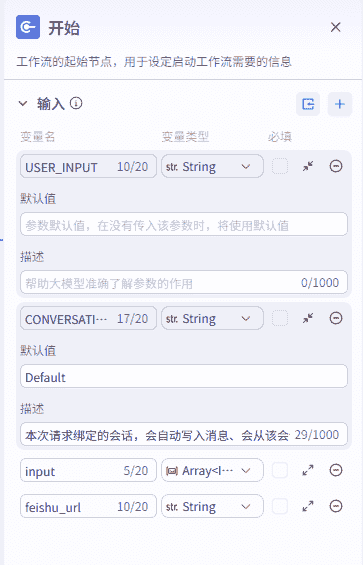 开始
工作流的起始节点，用于设定启动工作流需要的信息
输入
变量名 变量类型 必填
USER_INPUT 10/20 str. String
默认值
参数默认值，在没有传入该参数时，将使用默认值
描述
帮助大模型准确了解参数的作用 0/1000
CONVERSATI··· 17/20 str. String
默认值
Default
描述
本次请求绑定的会话，会自动写入消息、会从该会 29/1000
input 5/20 Array<I···
feishu_url 10/20 str. String